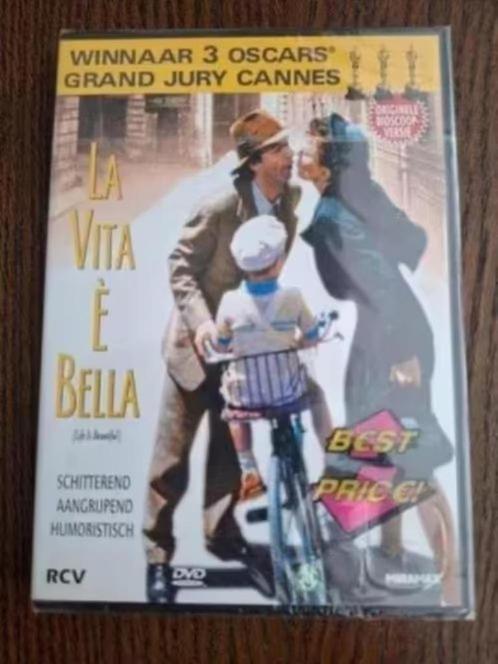 WINNAAR 3 OSCARS®
GRAND JURY CANNES
ORIGINELE
BIOSCOOP-
VERSIE
LA
VITA
È
BELLA
(Life Is Beautiful)
SCHITTEREND
AANGRIJPEND
HUMORISTISCH
BEST
PRIC€!
RCV
DVD
MIRAMAX